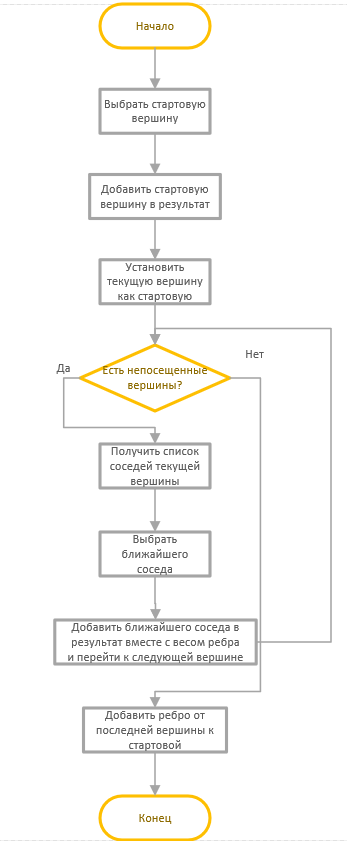 Начало
Выбрать стартовую
вершину
Добавить стартовую
вершину в результат
Установить
текущую вершину
как стартовую
Нет
Да
Есть непосещенные
вершины?
Получить список
соседей текущей
вершины
Выбрать
ближайшего
соседа
Добавить ближайшего соседа в
результат вместе с весом ребра
и перейти к следующей вершине
Добавить ребро от
последней вершины к
стартовой
Конец